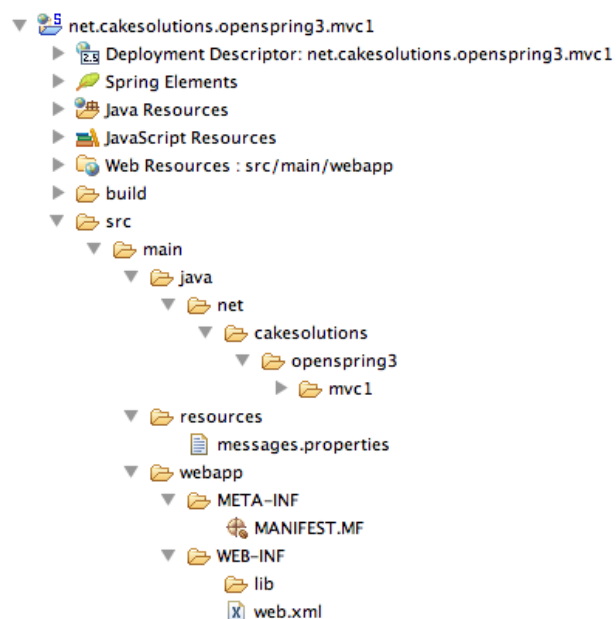 net.cakesolutions.openspring3.mvc1
Deployment Descriptor: net.cakesolutions.openspring3.mvc1
Spring Elements
Java Resources
JavaScript Resources
Web Resources : src/main/webapp
build
src
main
java
net
cakesolutions
openspring3
mvc1
resources
messages.properties
webapp
META-INF
MANIFEST.MF
WEB-INF
lib
web.xml